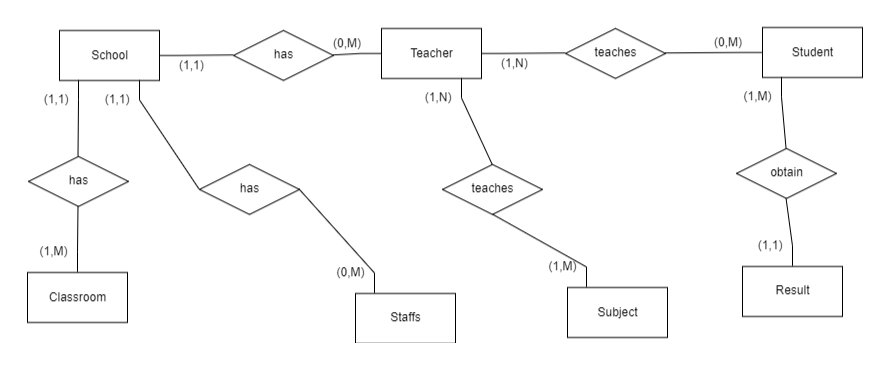 School
(1,1)
has
(0,M)
Teacher
(1,N)
teaches
(0,M)
Student
(1,1)
(1,1)
(1,N)
(1,M)
has
has
teaches
obtain
(1,M)
(0,M)
(1,M)
(1,1)
Classroom
Staffs
Subject
Result